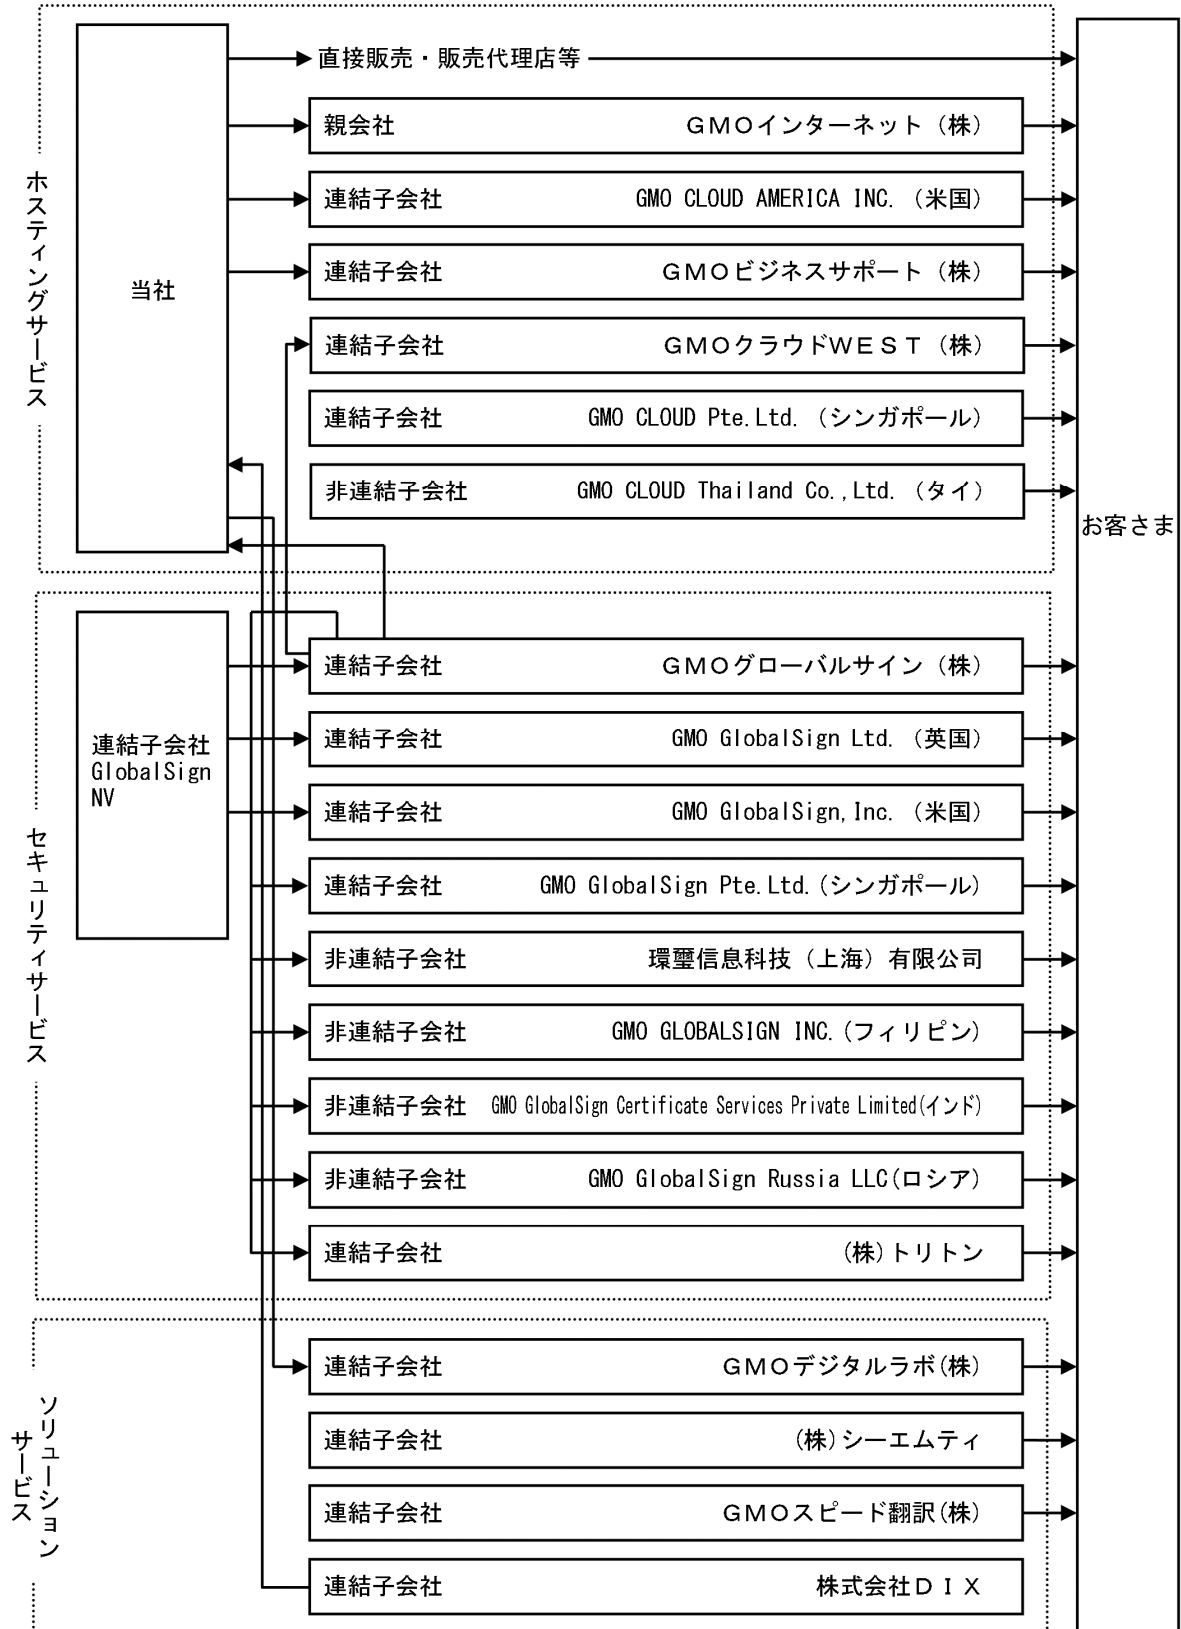 ホスティングサービス
当社
直接販売・販売代理店等
親会社 GMOインターネット（株）
連結子会社 GMO CLOUD AMERICA INC.（米国）
連結子会社 GMOビジネスサポート（株）
連結子会社 GMOクラウドWEST（株）
連結子会社 GMO CLOUD Pte.Ltd.（シンガポール）
非連結子会社 GMO CLOUD Thailand Co.,Ltd.（タイ）
お客さま
セキュリティサービス
連結子会社
GlobalSign
NV
連結子会社 GMOグローバルサイン（株）
連結子会社 GMO GlobalSign Ltd.（英国）
連結子会社 GMO GlobalSign,Inc.（米国）
連結子会社 GMO GlobalSign Pte.Ltd.(シンガポール)
非連結子会社 環璽信息科技（上海）有限公司
非連結子会社 GMO GLOBALSIGN INC.(フィリピン)
非連結子会社 GMO GlobalSign Certificate Services Private Limited(インド)
非連結子会社 GMO GlobalSign Russia LLC(ロシア)
連結子会社 (株)トリトン
ソリューション
サービス
連結子会社 GMOデジタルラボ(株)
連結子会社 (株)シーエムティ
連結子会社 GMOスピード翻訳(株)
連結子会社 株式会社DIX